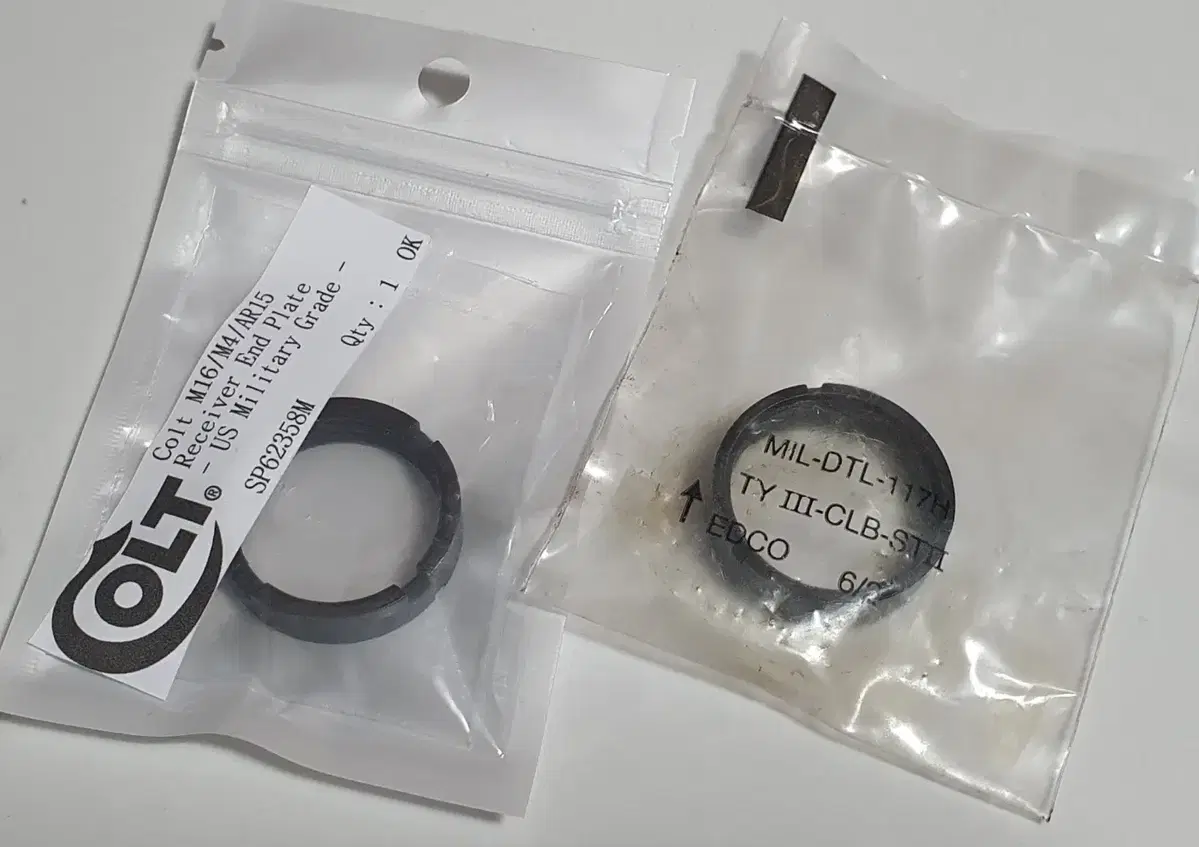 Colt M16/M4/AR15
Receiver End Plate
- US Military Grade -
SP62358M
Qty : 1 OK
COLT®
MIL-DTL-117H
TY III-CLB-STII
EDCO